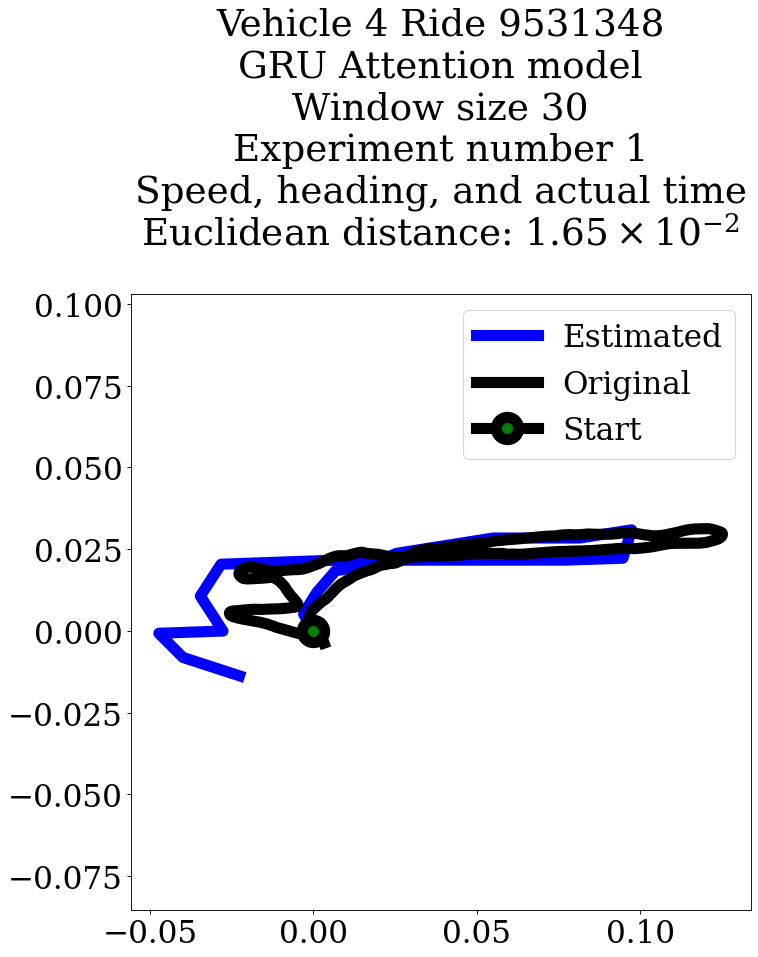 Vehicle 4 Ride 9531348
GRU Attention model
Window size 30
Experiment number 1
Speed, heading, and actual time
Euclidean distance: 1.65 × 10⁻²
0.100
0.075
0.050
0.025
0.000
−0.025
−0.050
−0.075
Estimated
Original
Start
−0.05
0.00
0.05
0.10